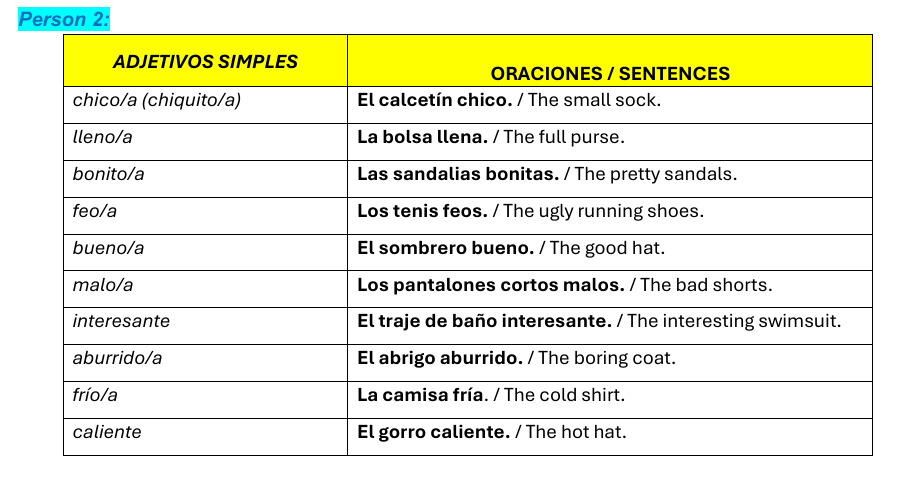 Person 2:
ADJETIVOS SIMPLES
ORACIONES / SENTENCES
chico/a (chiquito/a)
El calcetín chico. / The small sock.
lleno/a
La bolsa llena. / The full purse.
bonito/a
Las sandalias bonitas. / The pretty sandals.
feo/a
Los tenis feos. / The ugly running shoes.
bueno/a
El sombrero bueno. / The good hat.
malo/a
Los pantalones cortos malos. / The bad shorts.
interesante
El traje de baño interesante. / The interesting swimsuit.
aburrido/a
El abrigo aburrido. / The boring coat.
frío/a
La camisa fría. / The cold shirt.
caliente
El gorro caliente. / The hot hat.